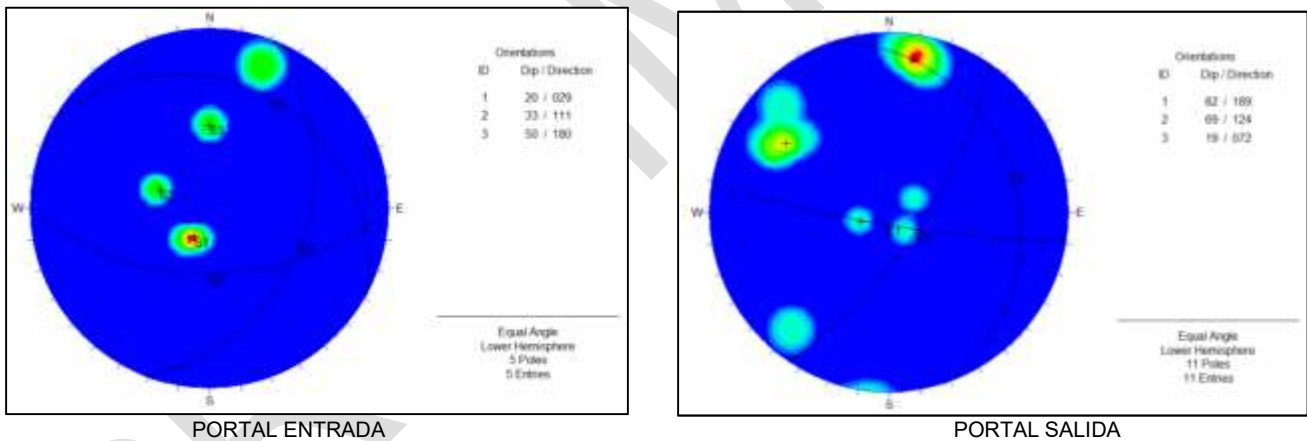 N
W
E
S
Orientations
ID Dip / Direction
1 20 / 029
2 33 / 111
3 50 / 180
Equal Angle
Lower Hemisphere
5 Poles
5 Entries
PORTAL ENTRADA
N
W
E
S
Orientations
ID Dip / Direction
1 82 / 189
2 69 / 124
3 19 / 072
Equal Angle
Lower Hemisphere
11 Poles
11 Entries
PORTAL SALIDA